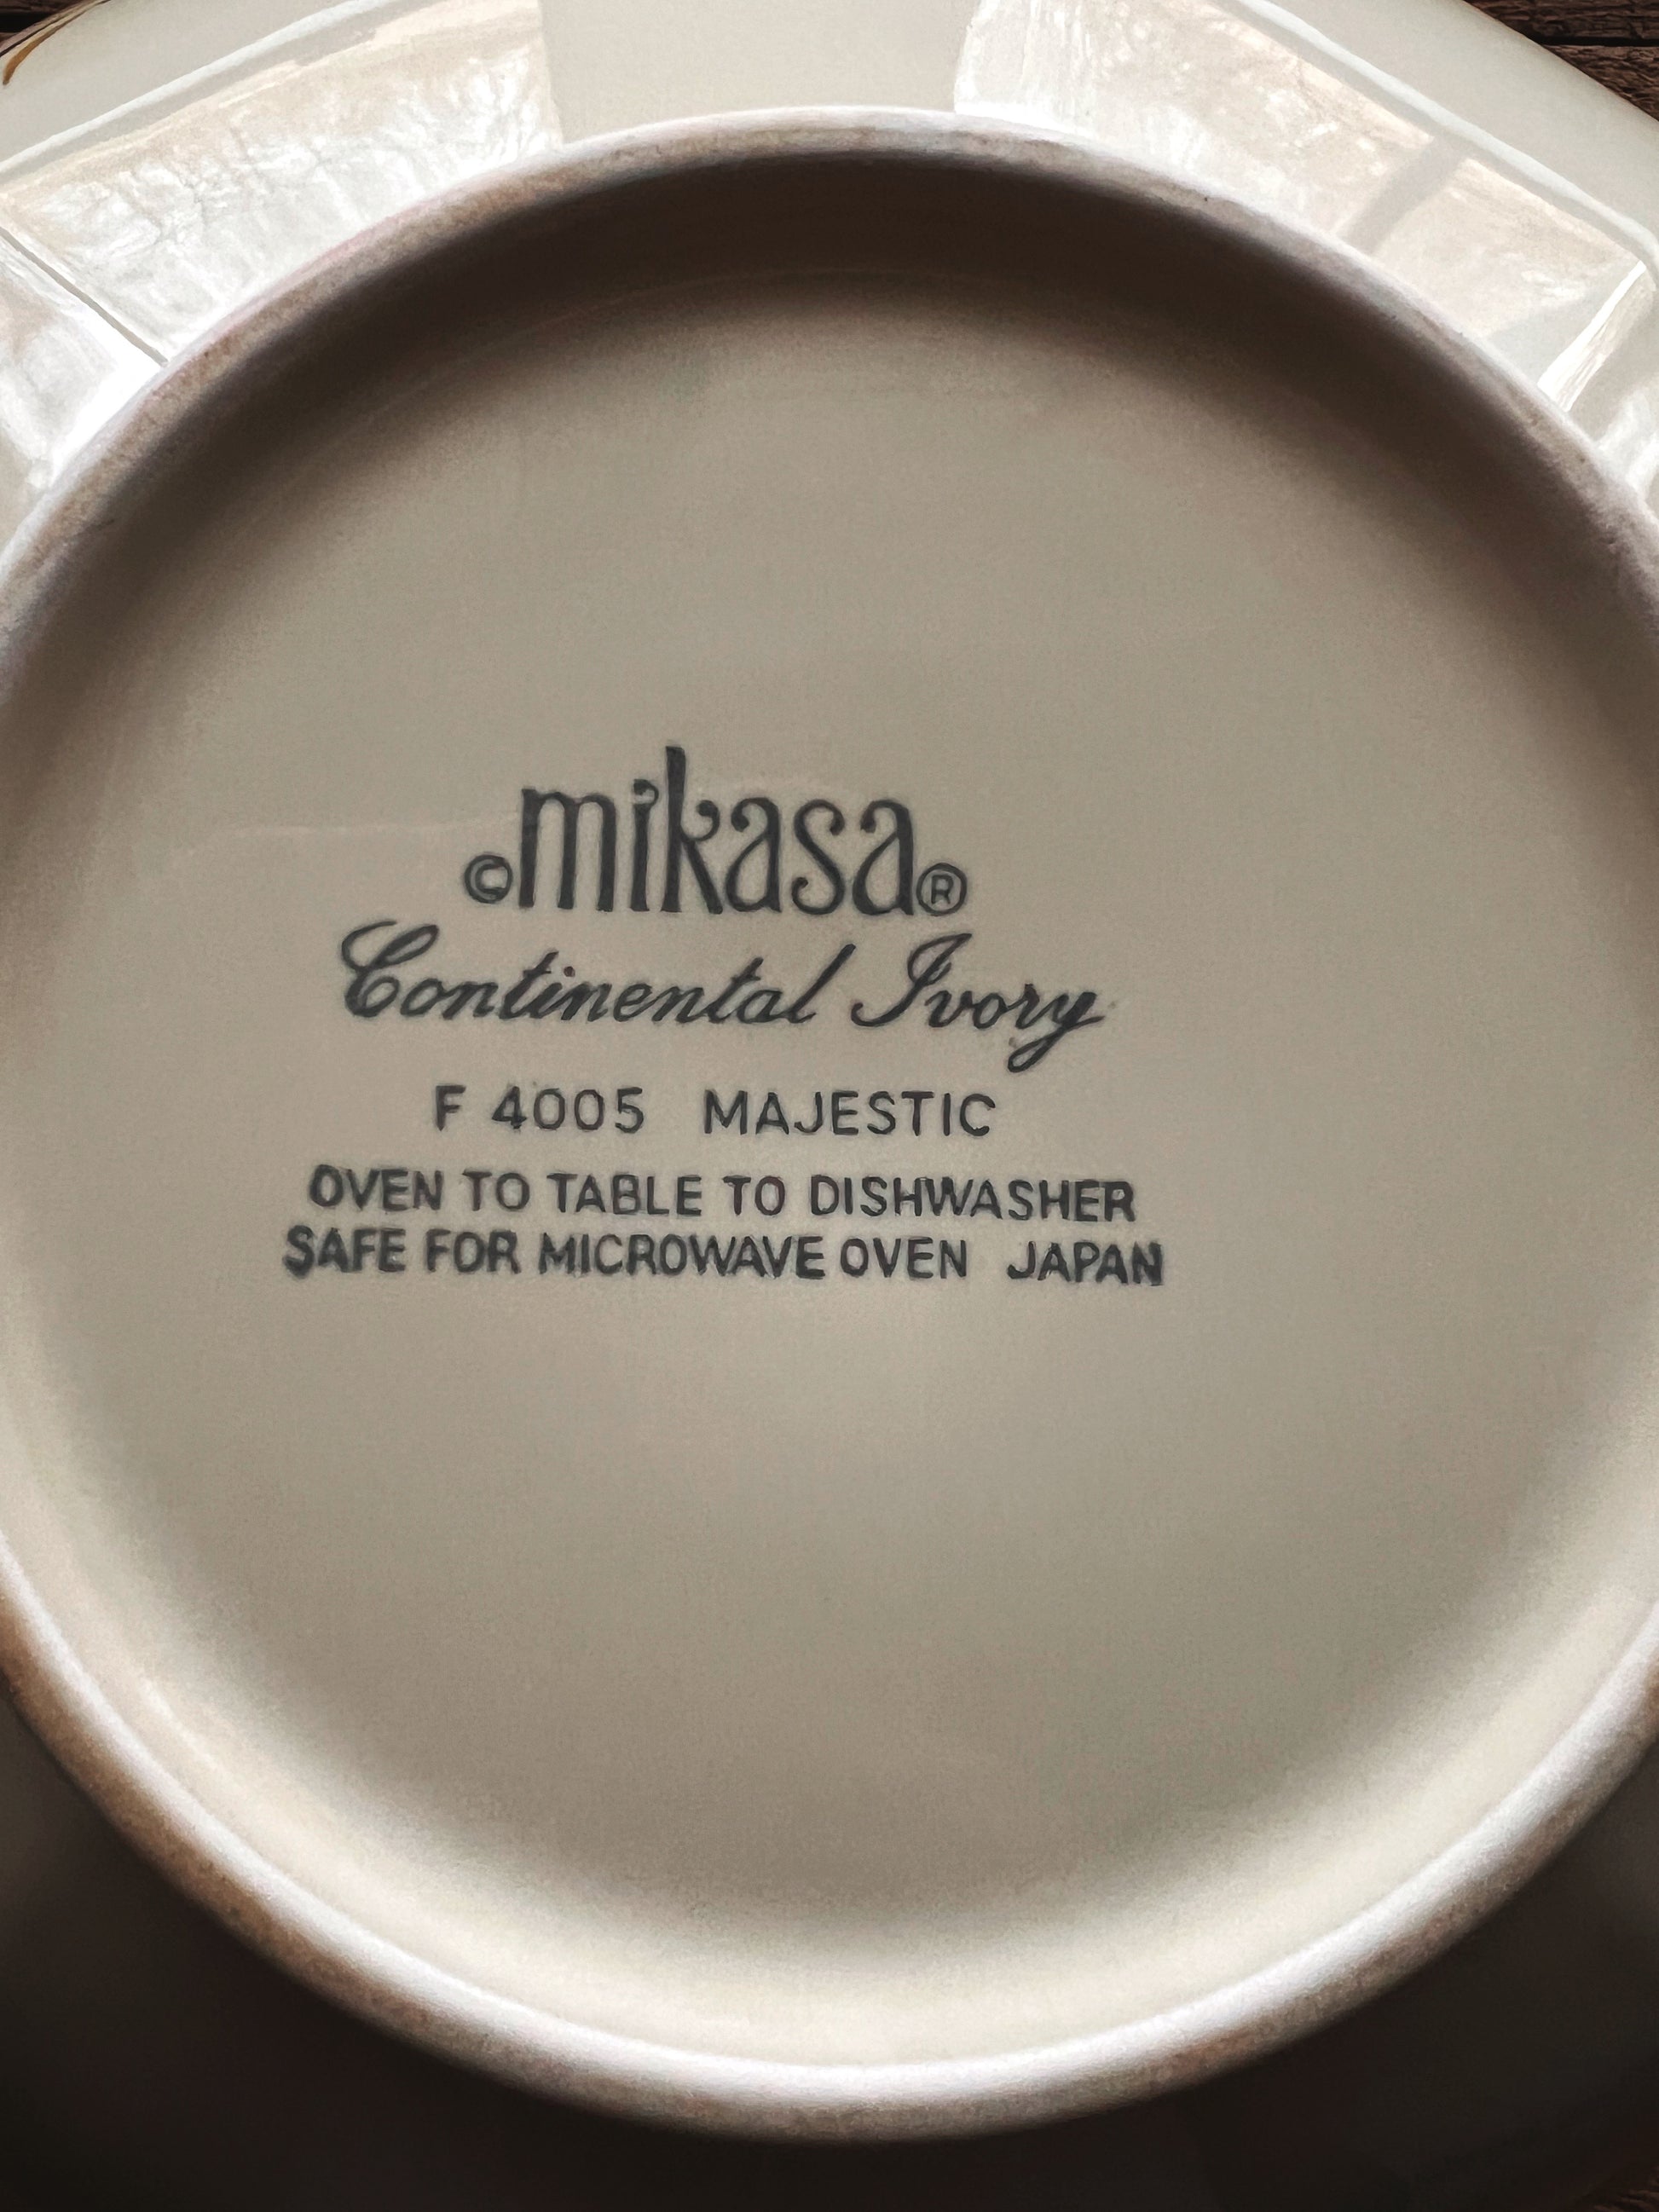 ©mikasa®
Continental Ivory
F 4005 MAJESTIC
OVEN TO TABLE TO DISHWASHER
SAFE FOR MICROWAVE OVEN JAPAN